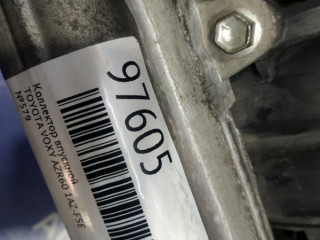 97605
Коллектор впускной
TOYOTA VOXY AZR60 1AZ-FSE
№579